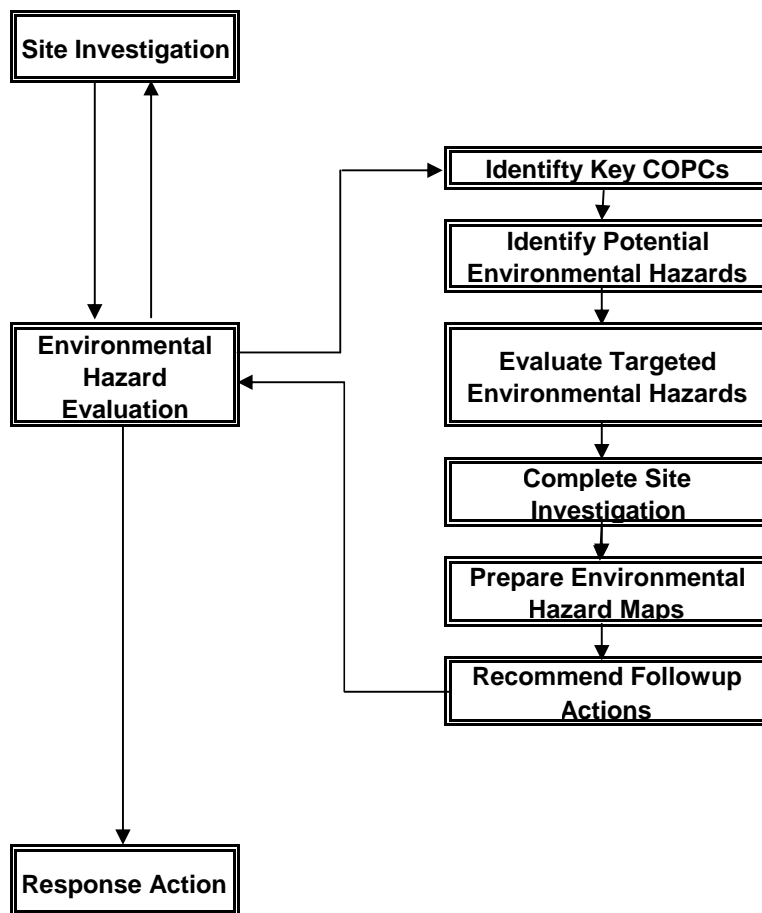 Site Investigation
Identifty Key COPCs
Identify Potential
Environmental Hazards
Environmental
Hazard
Evaluation
Evaluate Targeted
Environmental Hazards
Complete Site
Investigation
Prepare Environmental
Hazard Maps
Recommend Followup
Actions
Response Action